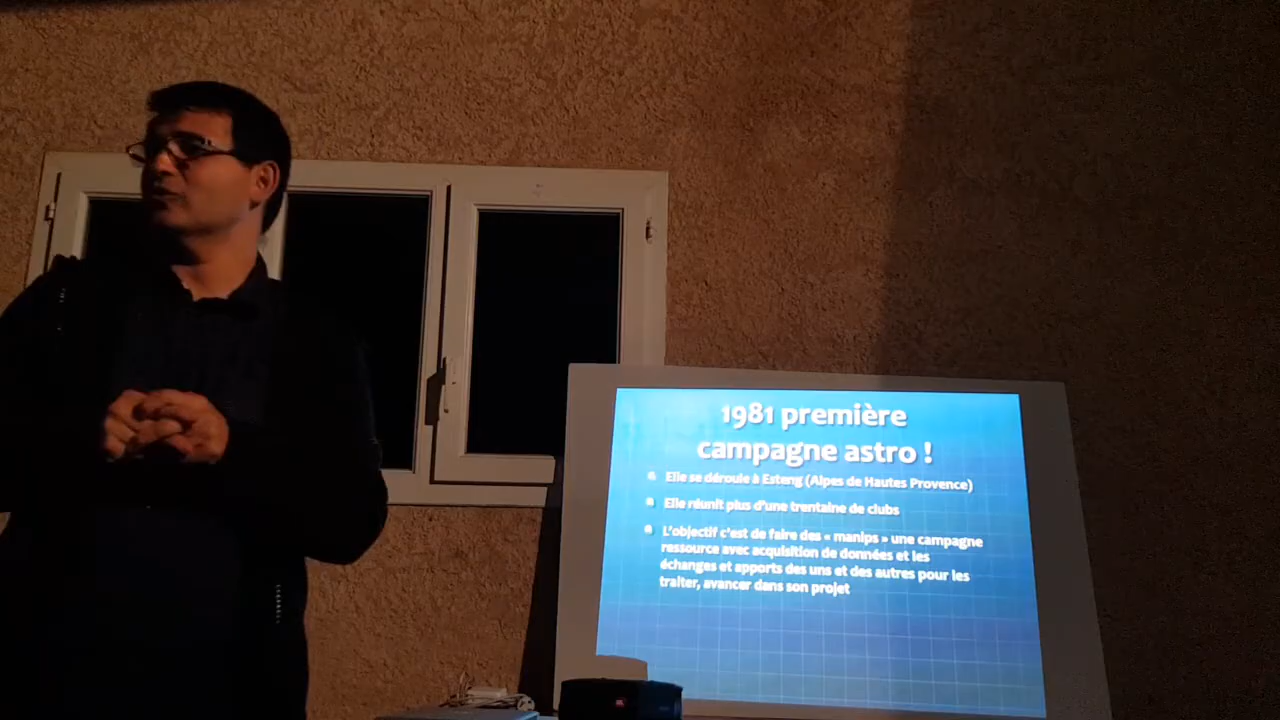 1981 première
campagne astro !
Elle se déroule à Esteng (Alpes de Hautes Provence)
Elle réunit plus d'une trentaine de clubs
L'objectif c'est de faire des « manips » une campagne
ressource avec acquisition de données et les
échanges et apports des uns et des autres pour les
traiter, avancer dans son projet